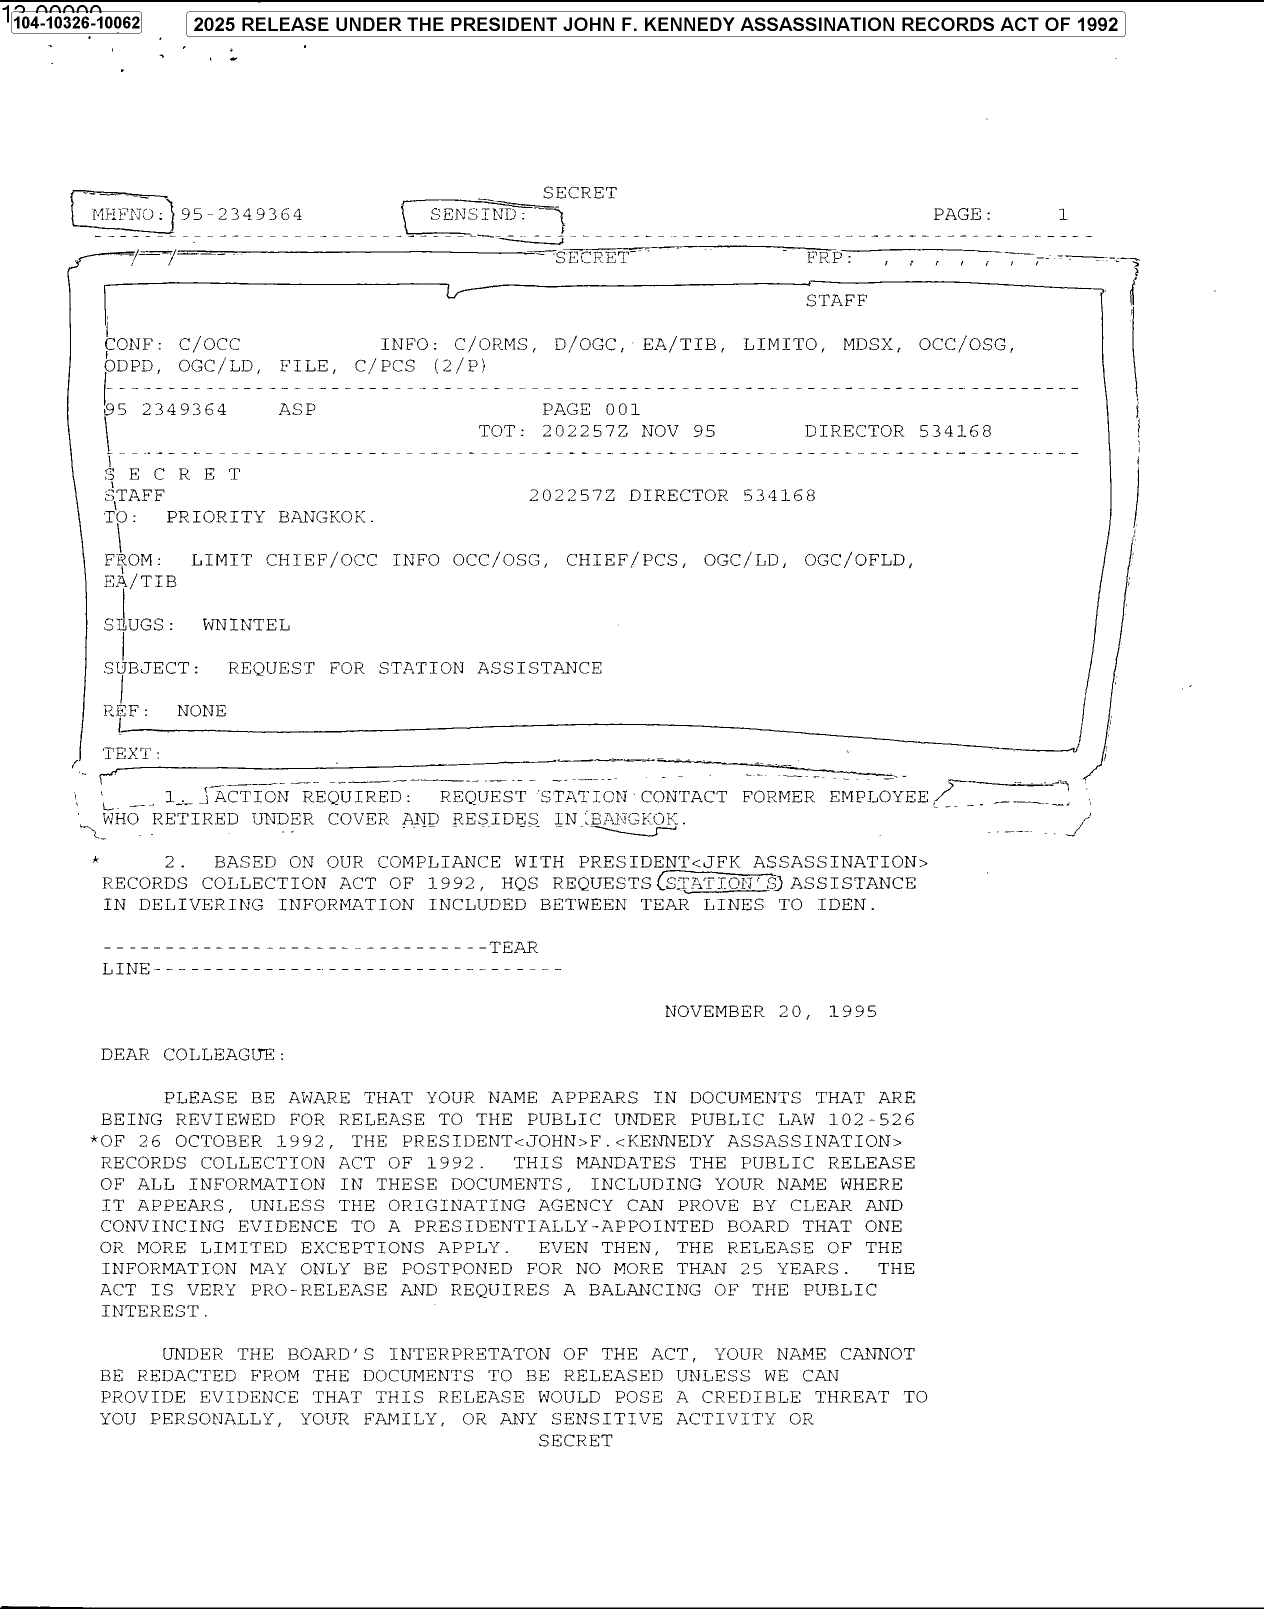 104-10326-10062
2025 RELEASE UNDER THE PRESIDENT JOHN F. KENNEDY ASSASSINATION RECORDS ACT OF 1992
SECRET
MHFNO: 95-2349364 SENSIND: PAGE: 1
--------------------------------------------------------------------------------
/ / SECRET FRP: , , , , , , ,
STAFF
CONF: C/OCC INFO: C/ORMS, D/OGC, EA/TIB, LIMITO, MDSX, OCC/OSG,
ODPD, OGC/LD, FILE, C/PCS (2/P)
------------------------------------------------------------------------------
95 2349364 ASP PAGE 001
TOT: 202257Z NOV 95 DIRECTOR 534168
------------------------------------------------------------------------------
S E C R E T
STAFF 202257Z DIRECTOR 534168
TO: PRIORITY BANGKOK.
FROM: LIMIT CHIEF/OCC INFO OCC/OSG, CHIEF/PCS, OGC/LD, OGC/OFLD,
EA/TIB
SLUGS: WNINTEL
SUBJECT: REQUEST FOR STATION ASSISTANCE
REF: NONE
TEXT:
1. ACTION REQUIRED: REQUEST STATION CONTACT FORMER EMPLOYEE
WHO RETIRED UNDER COVER AND RESIDES IN BANGKOK.
* 2. BASED ON OUR COMPLIANCE WITH PRESIDENT<JFK ASSASSINATION>
RECORDS COLLECTION ACT OF 1992, HQS REQUESTS STATION'S ASSISTANCE
IN DELIVERING INFORMATION INCLUDED BETWEEN TEAR LINES TO IDEN.
-------------------------------TEAR
LINE---------------------------------
NOVEMBER 20, 1995
DEAR COLLEAGUE:
PLEASE BE AWARE THAT YOUR NAME APPEARS IN DOCUMENTS THAT ARE
BEING REVIEWED FOR RELEASE TO THE PUBLIC UNDER PUBLIC LAW 102-526
*OF 26 OCTOBER 1992, THE PRESIDENT<JOHN>F.<KENNEDY ASSASSINATION>
RECORDS COLLECTION ACT OF 1992. THIS MANDATES THE PUBLIC RELEASE
OF ALL INFORMATION IN THESE DOCUMENTS, INCLUDING YOUR NAME WHERE
IT APPEARS, UNLESS THE ORIGINATING AGENCY CAN PROVE BY CLEAR AND
CONVINCING EVIDENCE TO A PRESIDENTIALLY-APPOINTED BOARD THAT ONE
OR MORE LIMITED EXCEPTIONS APPLY. EVEN THEN, THE RELEASE OF THE
INFORMATION MAY ONLY BE POSTPONED FOR NO MORE THAN 25 YEARS. THE
ACT IS VERY PRO-RELEASE AND REQUIRES A BALANCING OF THE PUBLIC
INTEREST.
UNDER THE BOARD'S INTERPRETATON OF THE ACT, YOUR NAME CANNOT
BE REDACTED FROM THE DOCUMENTS TO BE RELEASED UNLESS WE CAN
PROVIDE EVIDENCE THAT THIS RELEASE WOULD POSE A CREDIBLE THREAT TO
YOU PERSONALLY, YOUR FAMILY, OR ANY SENSITIVE ACTIVITY OR
SECRET